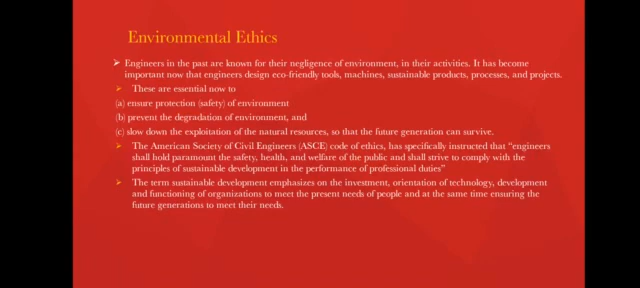 Environmental Ethics
➢ Engineers in the past are known for their negligence of environment, in their activities. It has become
important now that engineers design eco-friendly tools, machines, sustainable products, processes, and projects.
➢ These are essential now to
(a) ensure protection (safety) of environment
(b) prevent the degradation of environment, and
(c) slow down the exploitation of the natural resources, so that the future generation can survive.
➢ The American Society of Civil Engineers (ASCE) code of ethics, has specifically instructed that “engineers
shall hold paramount the safety, health, and welfare of the public and shall strive to comply with the
principles of sustainable development in the performance of professional duties”
➢ The term sustainable development emphasizes on the investment, orientation of technology, development
and functioning of organizations to meet the present needs of people and at the same time ensuring the
future generations to meet their needs.